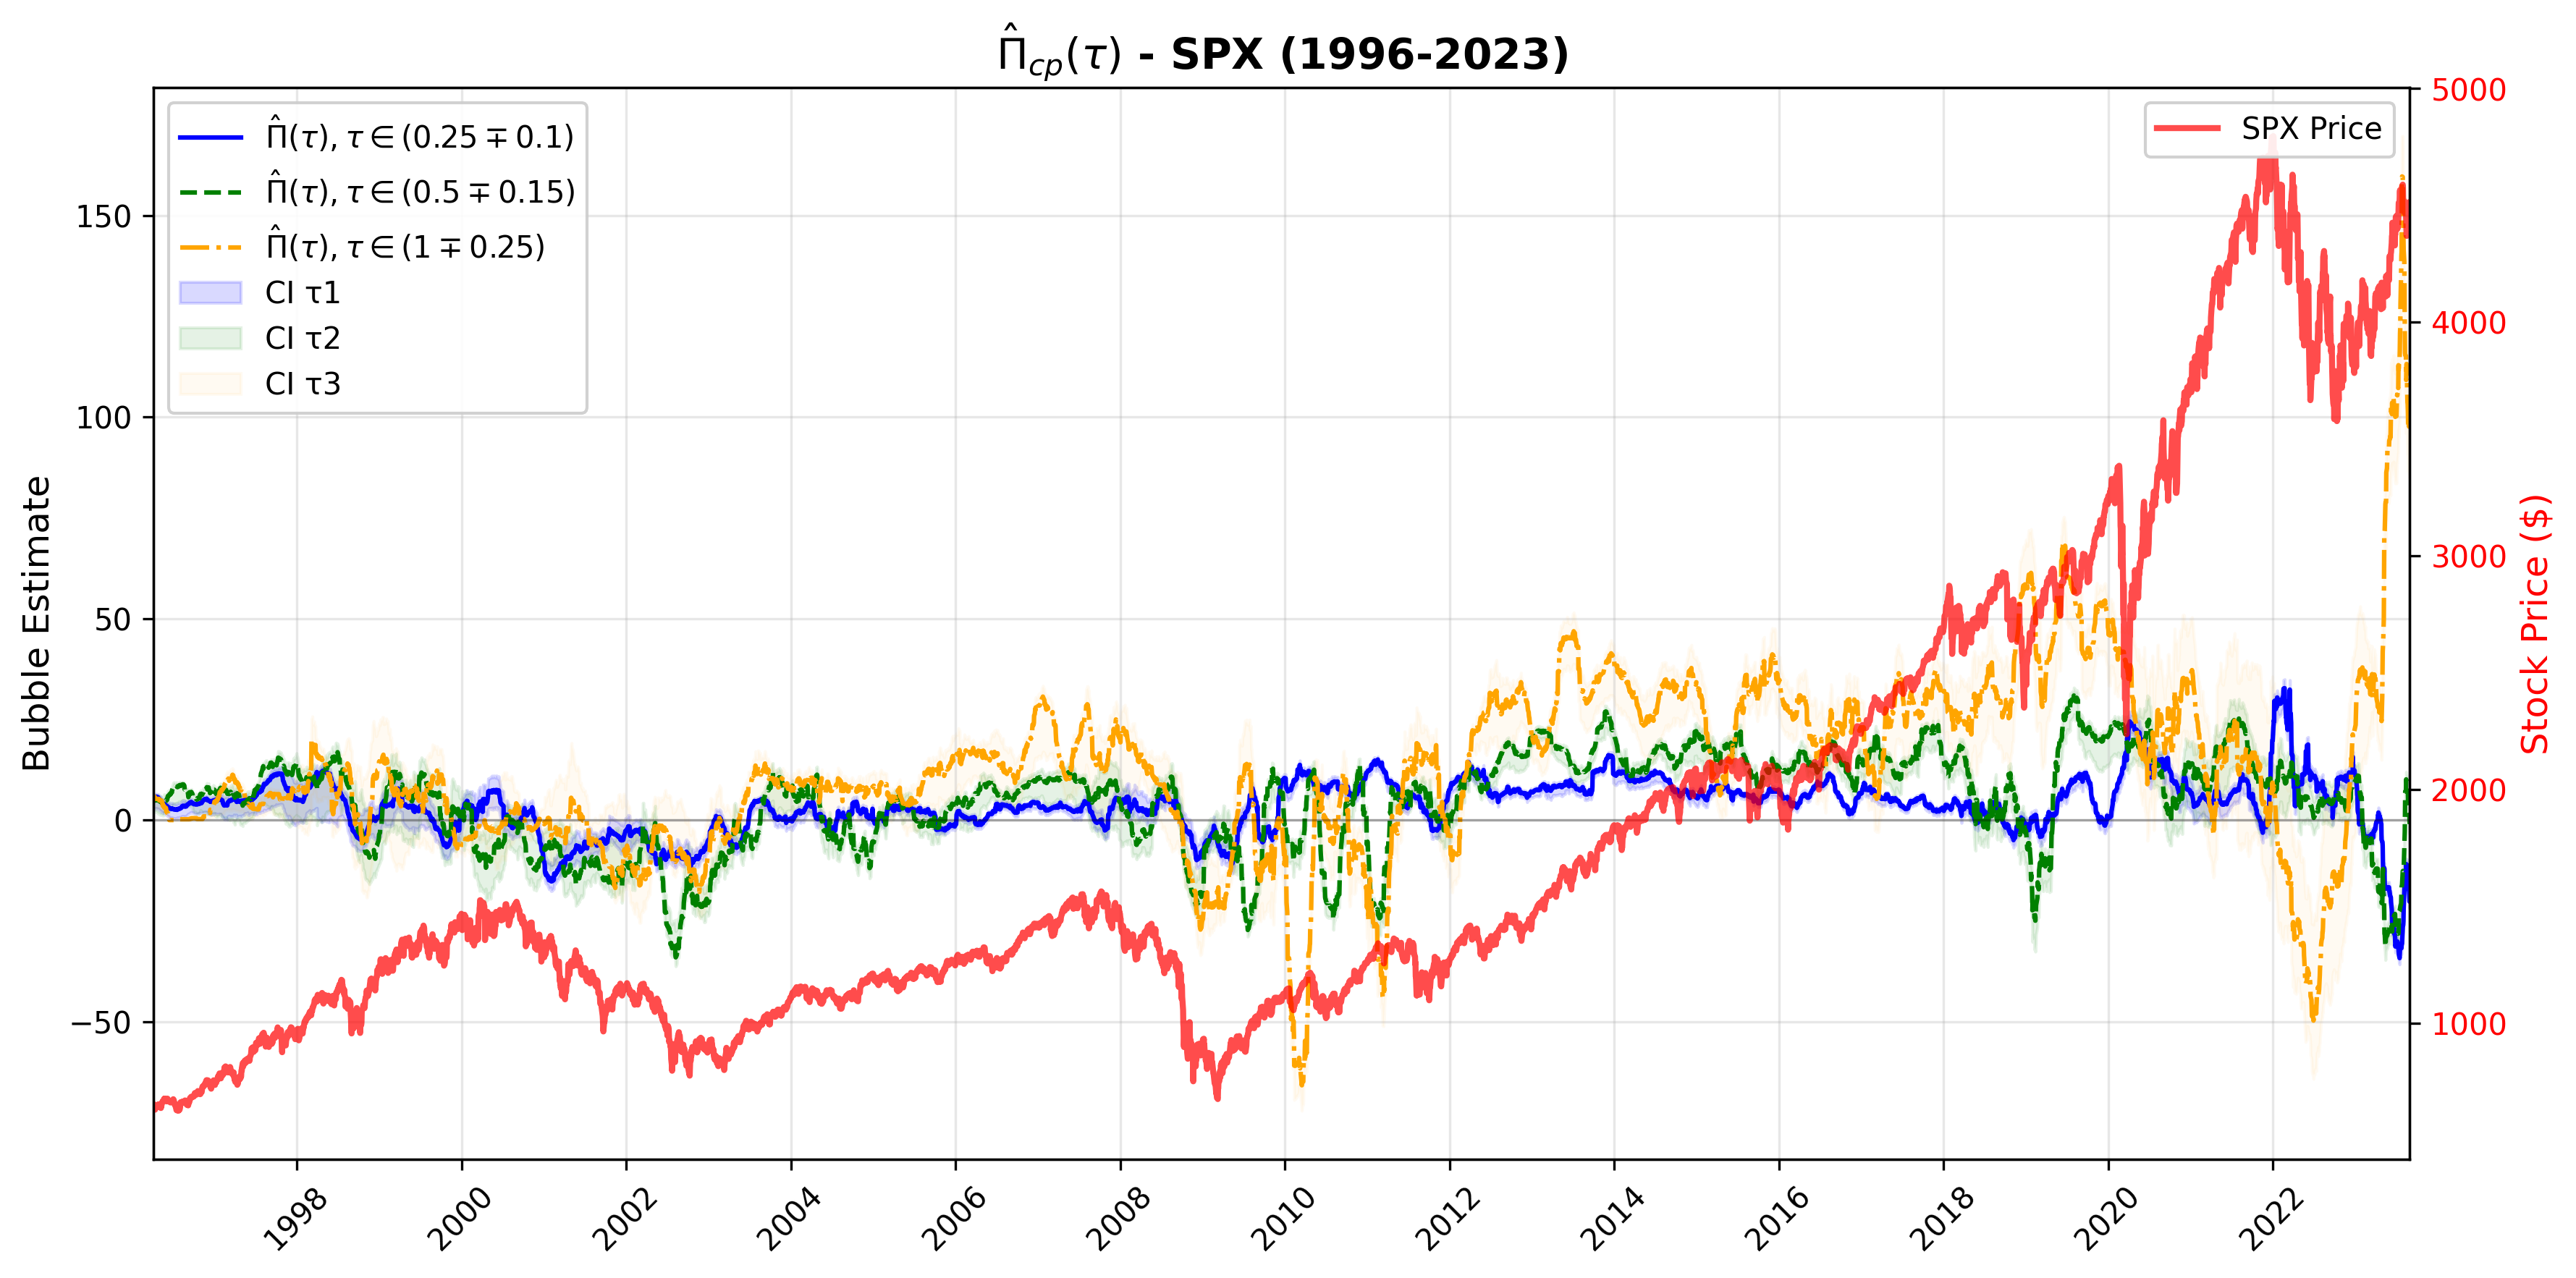 Π̂cp(τ) - SPX (1996-2023)
Π̂(τ), τ ∈ (0.25 ∓ 0.1)
Π̂(τ), τ ∈ (0.5 ∓ 0.15)
Π̂(τ), τ ∈ (1 ∓ 0.25)
CI τ1
CI τ2
CI τ3
SPX Price
Bubble Estimate
150
100
50
0
−50
5000
4000
3000
2000
1000
Stock Price ($)
1998
2000
2002
2004
2006
2008
2010
2012
2014
2016
2018
2020
2022